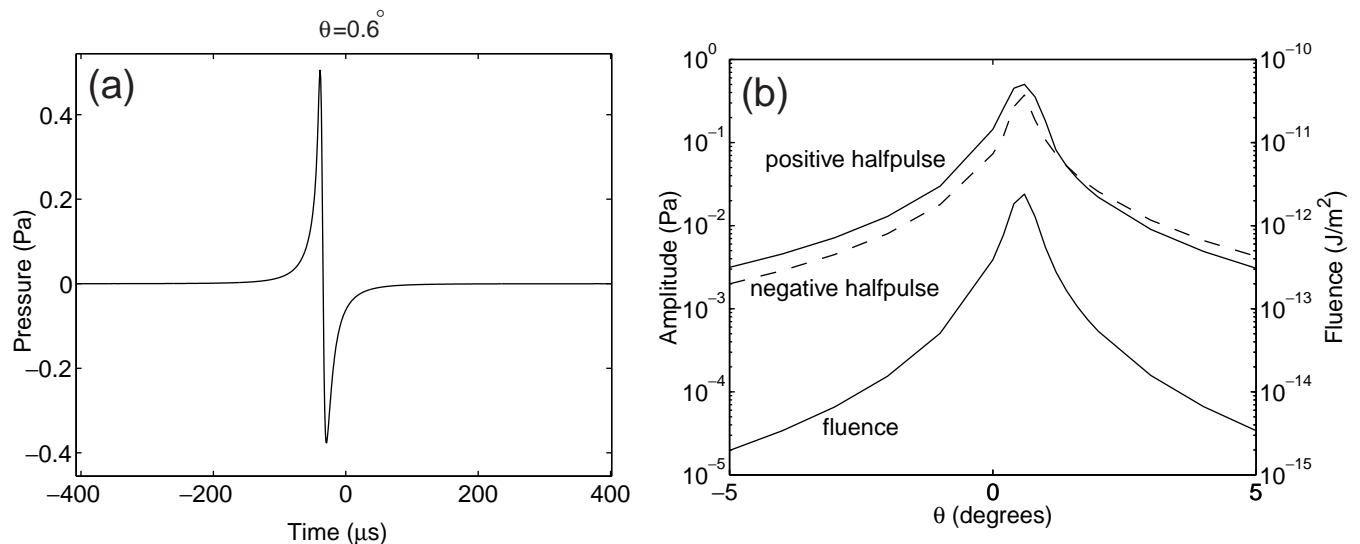 θ=0.6°
(a)
Pressure (Pa)
0.4
0.2
0
−0.2
−0.4
−400
−200
0
200
400
Time (μs)
(b)
Amplitude (Pa)
10^0
10^−1
10^−2
10^−3
10^−4
10^−5
positive halfpulse
negative halfpulse
fluence
10^−10
10^−11
10^−12
10^−13
10^−14
10^−15
Fluence (J/m^2)
−5
0
5
θ (degrees)